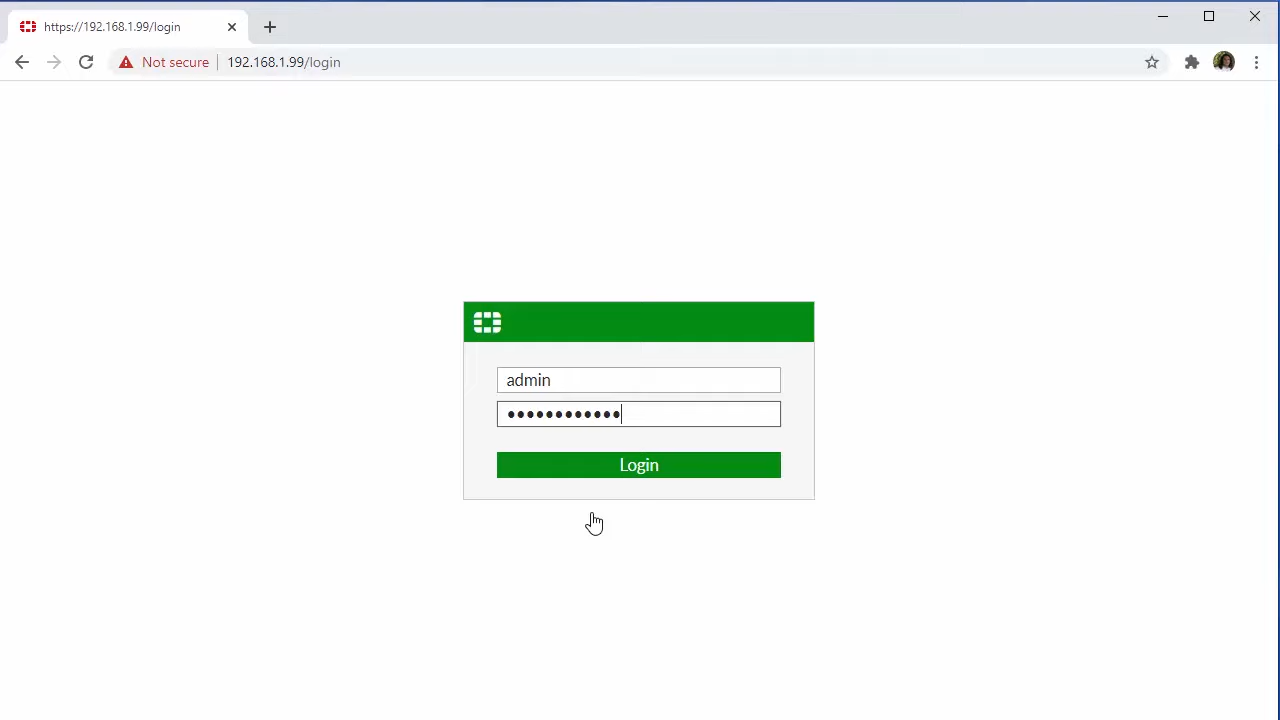 https://192.168.1.99/login
Not secure 192.168.1.99/login
admin
••••••••••••
Login